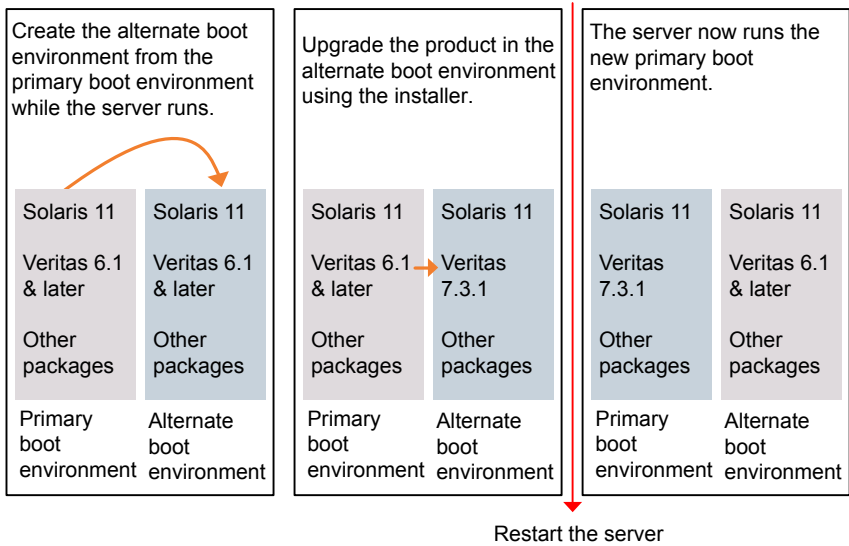 Create the alternate boot
environment from the
primary boot environment
while the server runs.
Solaris 11
Veritas 6.1
& later
Other
packages
Primary
boot
environment
Solaris 11
Veritas 6.1
& later
Other
packages
Alternate
boot
environment
Upgrade the product in the
alternate boot environment
using the installer.
Solaris 11
Veritas 6.1
& later
Other
packages
Primary
boot
environment
Solaris 11
Veritas
7.3.1
Other
packages
Alternate
boot
environment
The server now runs the
new primary boot
environment.
Solaris 11
Veritas
7.3.1
Other
packages
Primary
boot
environment
Solaris 11
Veritas 6.1
& later
Other
packages
Alternate
boot
environment
Restart the server